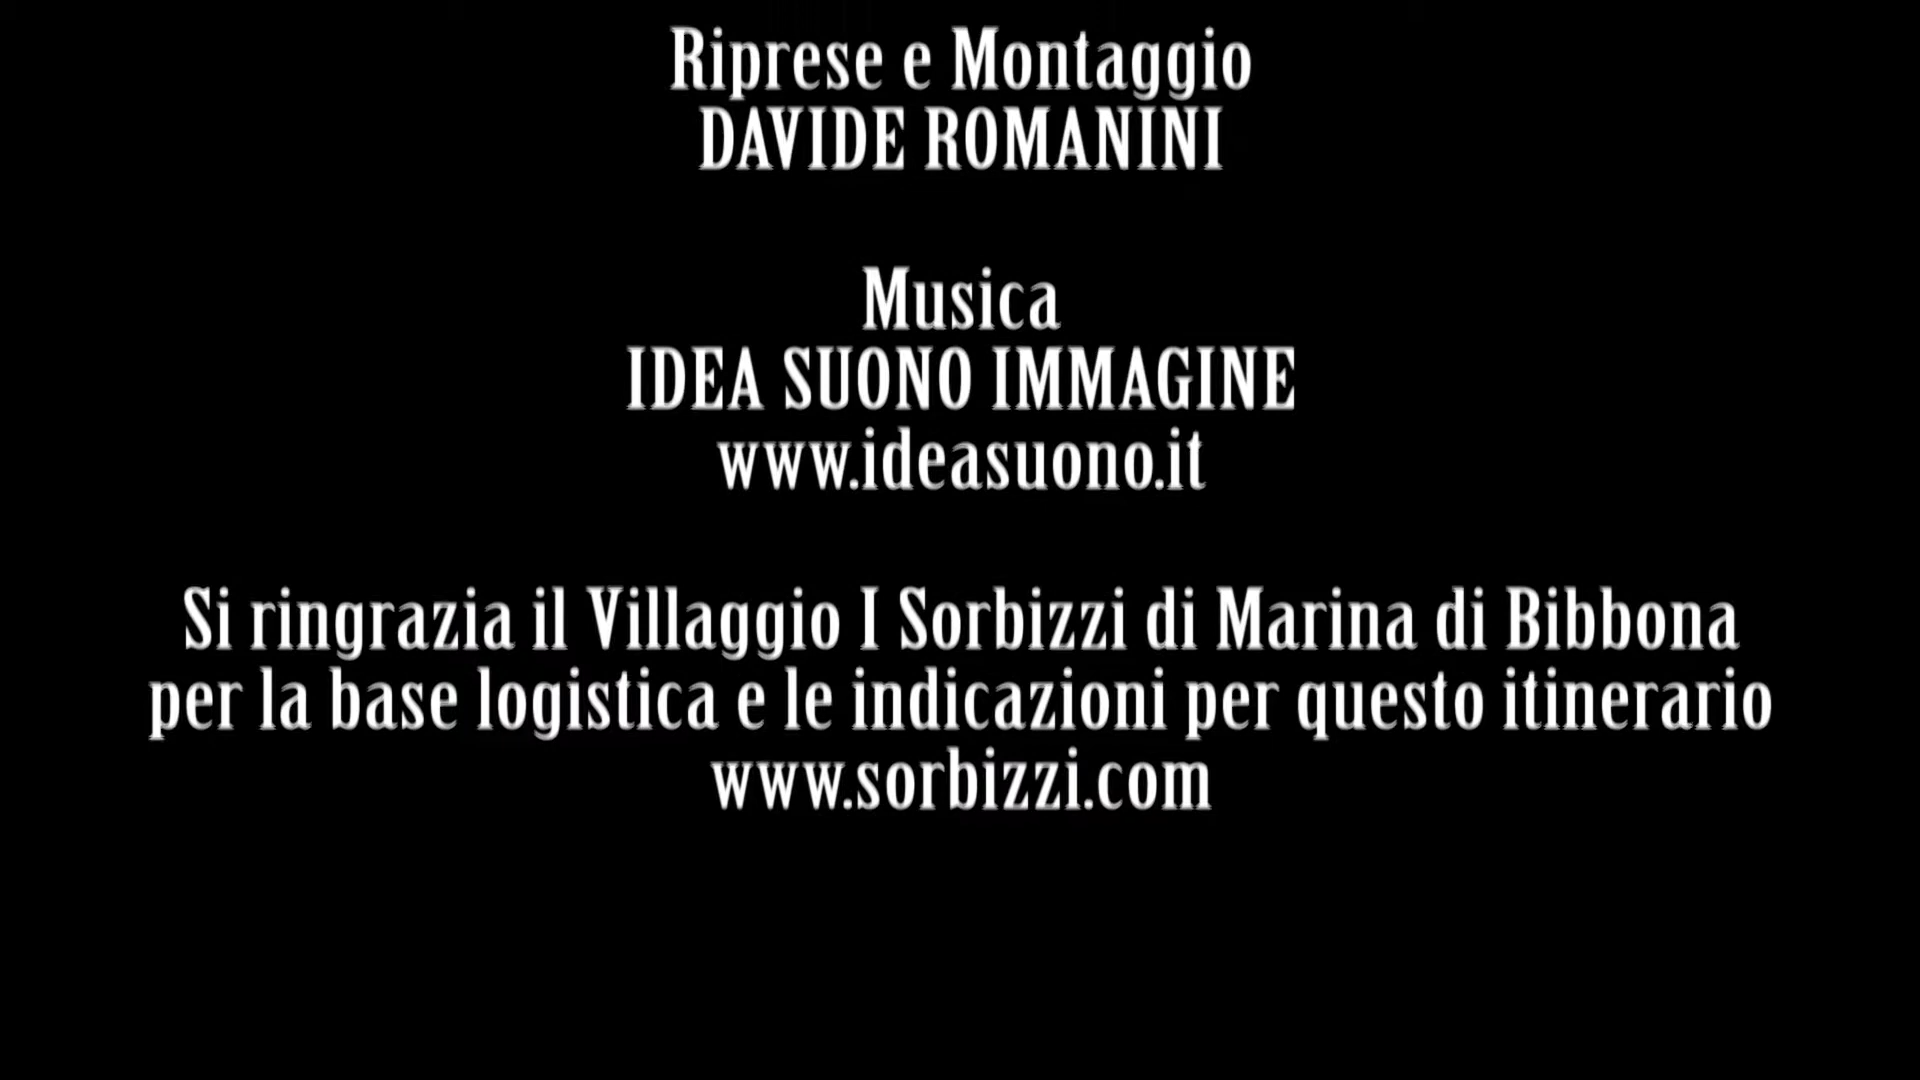 Riprese e Montaggio
DAVIDE ROMANINI
Musica
IDEA SUONO IMMAGINE
www.ideasuono.it
Si ringrazia il Villaggio I Sorbizzi di Marina di Bibbona
per la base logistica e le indicazioni per questo itinerario
www.sorbizzi.com